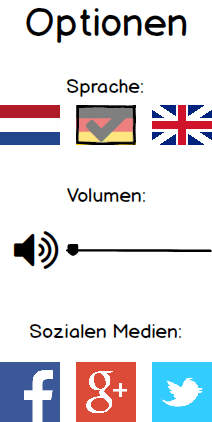 Optionen
Sprache:
Volumen:
Sozialen Medien:
f
g+